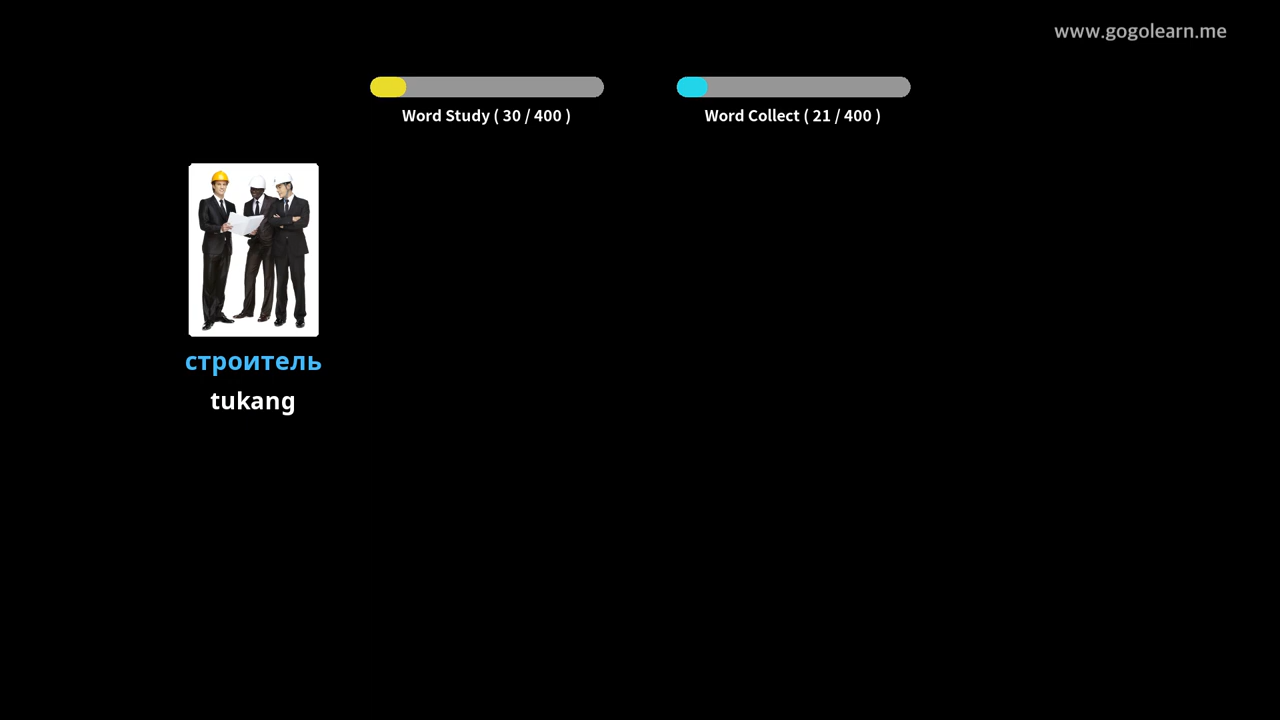 www.gogolearn.me
Word Study ( 30 / 400 )
Word Collect ( 21 / 400 )
строитель
tukang